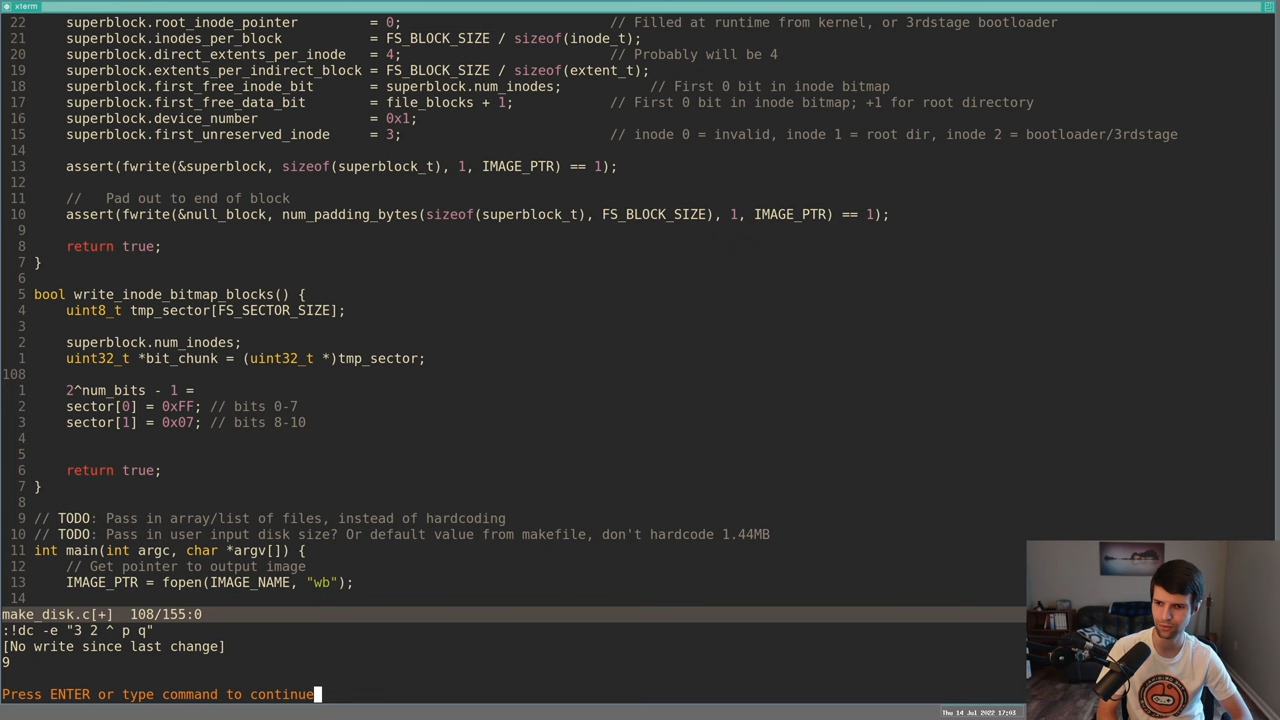 xterm
22 superblock.root_inode_pointer = 0; // Filled at runtime from kernel, or 3rdstage bootloader
21 superblock.inodes_per_block = FS_BLOCK_SIZE / sizeof(inode_t);
20 superblock.direct_extents_per_inode = 4; // Probably will be 4
19 superblock.extents_per_indirect_block = FS_BLOCK_SIZE / sizeof(extent_t);
18 superblock.first_free_inode_bit = superblock.num_inodes; // First 0 bit in inode bitmap
17 superblock.first_free_data_bit = file_blocks + 1; // First 0 bit in inode bitmap; +1 for root directory
16 superblock.device_number = 0x1;
15 superblock.first_unreserved_inode = 3; // inode 0 = invalid, inode 1 = root dir, inode 2 = bootloader/3rdstage
14
13 assert(fwrite(&superblock, sizeof(superblock_t), 1, IMAGE_PTR) == 1);
12
11 // Pad out to end of block
10 assert(fwrite(&null_block, num_padding_bytes(sizeof(superblock_t), FS_BLOCK_SIZE), 1, IMAGE_PTR) == 1);
9
8 return true;
7 }
6
5 bool write_inode_bitmap_blocks() {
4 uint8_t tmp_sector[FS_SECTOR_SIZE];
3
2 superblock.num_inodes;
1 uint32_t *bit_chunk = (uint32_t *)tmp_sector;
108
1 2^num_bits - 1 =
2 sector[0] = 0xFF; // bits 0-7
3 sector[1] = 0x07; // bits 8-10
4
5
6 return true;
7 }
8
9 // TODO: Pass in array/list of files, instead of hardcoding
10 // TODO: Pass in user input disk size? Or default value from makefile, don't hardcode 1.44MB
11 int main(int argc, char *argv[]) {
12 // Get pointer to output image
13 IMAGE_PTR = fopen(IMAGE_NAME, "wb");
14
make_disk.c[+] 108/155:0
:!dc -e "3 2 ^ p q"
[No write since last change]
9
Press ENTER or type command to continue
Thu 14 Jul 2022 17:03